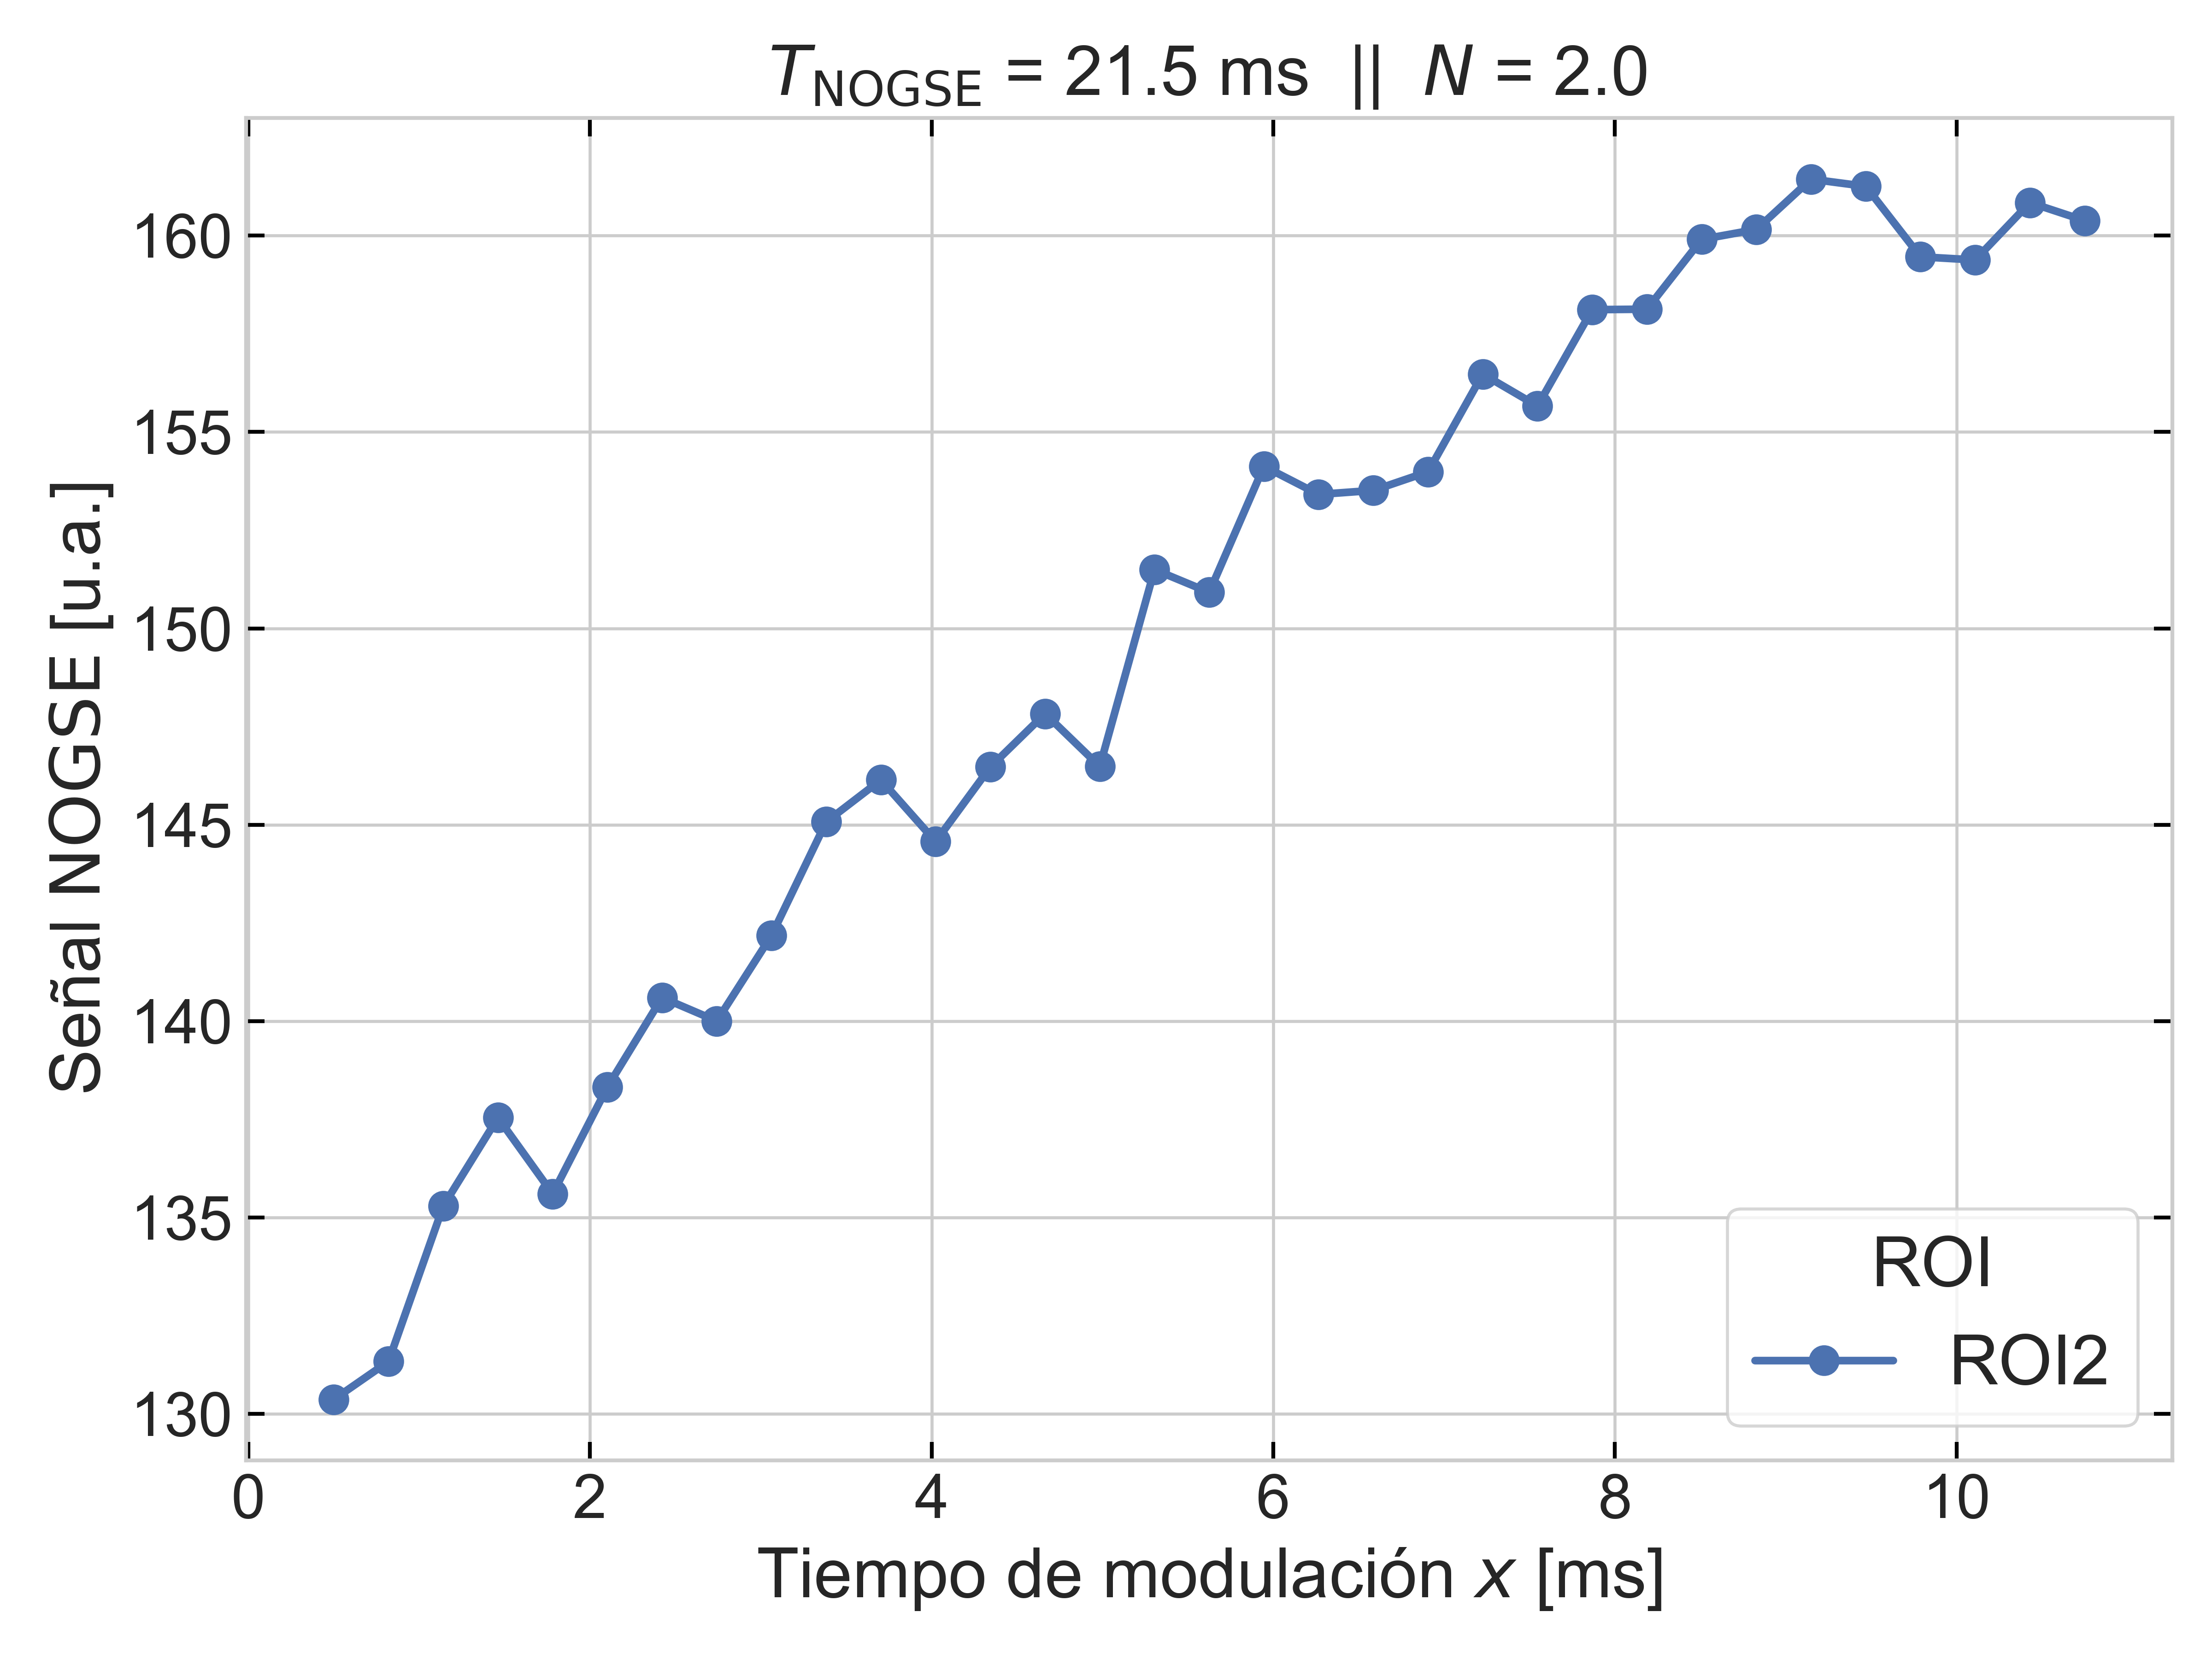 T_NOGSE = 21.5 ms || N = 2.0
Señal NOGSE [u.a.]
160
155
150
145
140
135
130
0 2 4 6 8 10
Tiempo de modulación x [ms]
ROI
ROI2